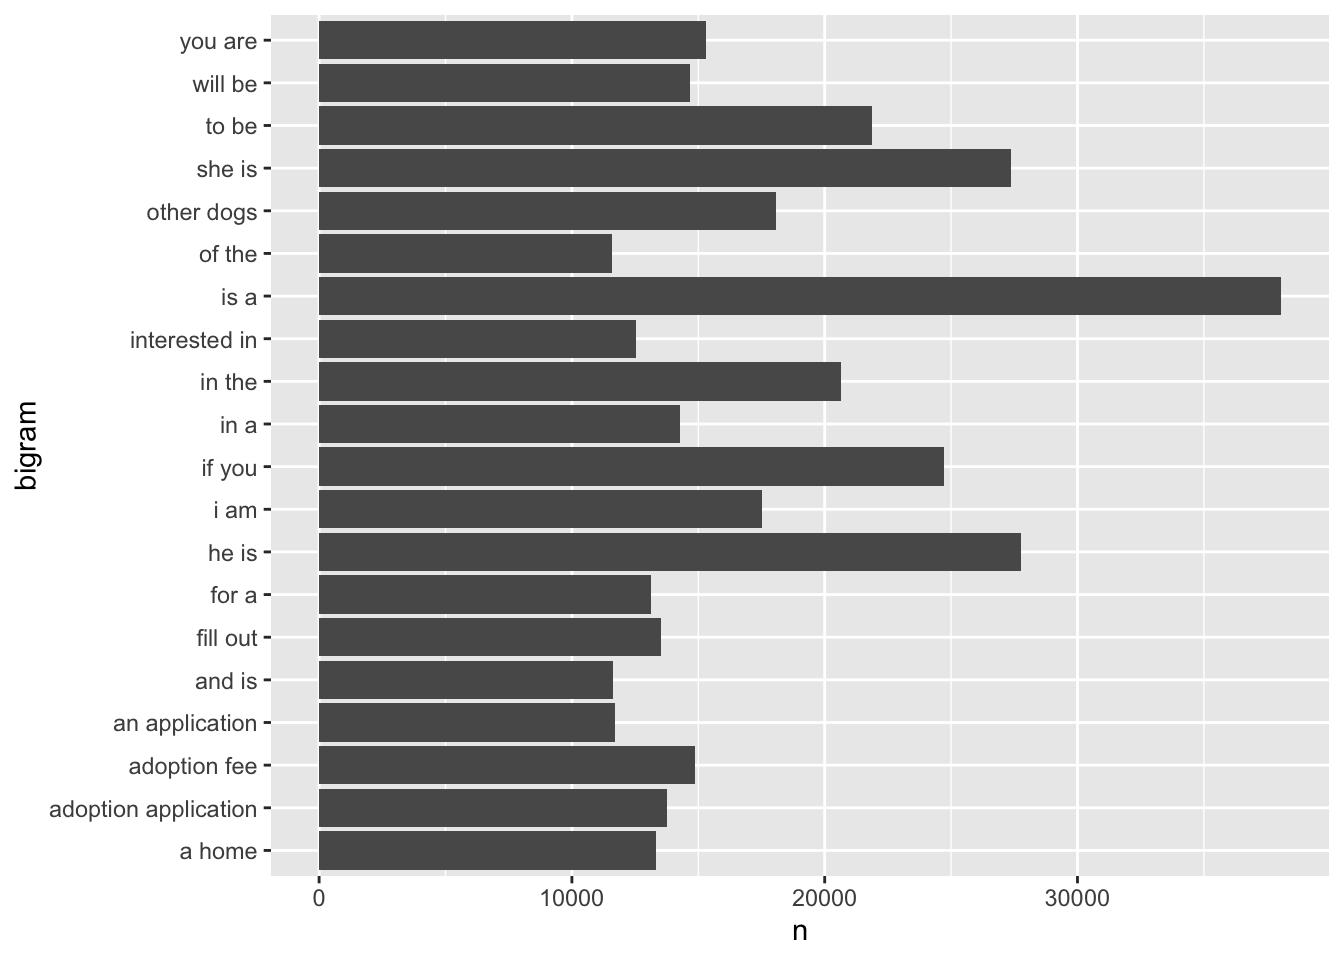 you are
will be
to be
she is
other dogs
of the
is a
interested in
in the
in a
if you
i am
he is
for a
fill out
and is
an application
adoption fee
adoption application
a home
bigram
0 10000 20000 30000
n